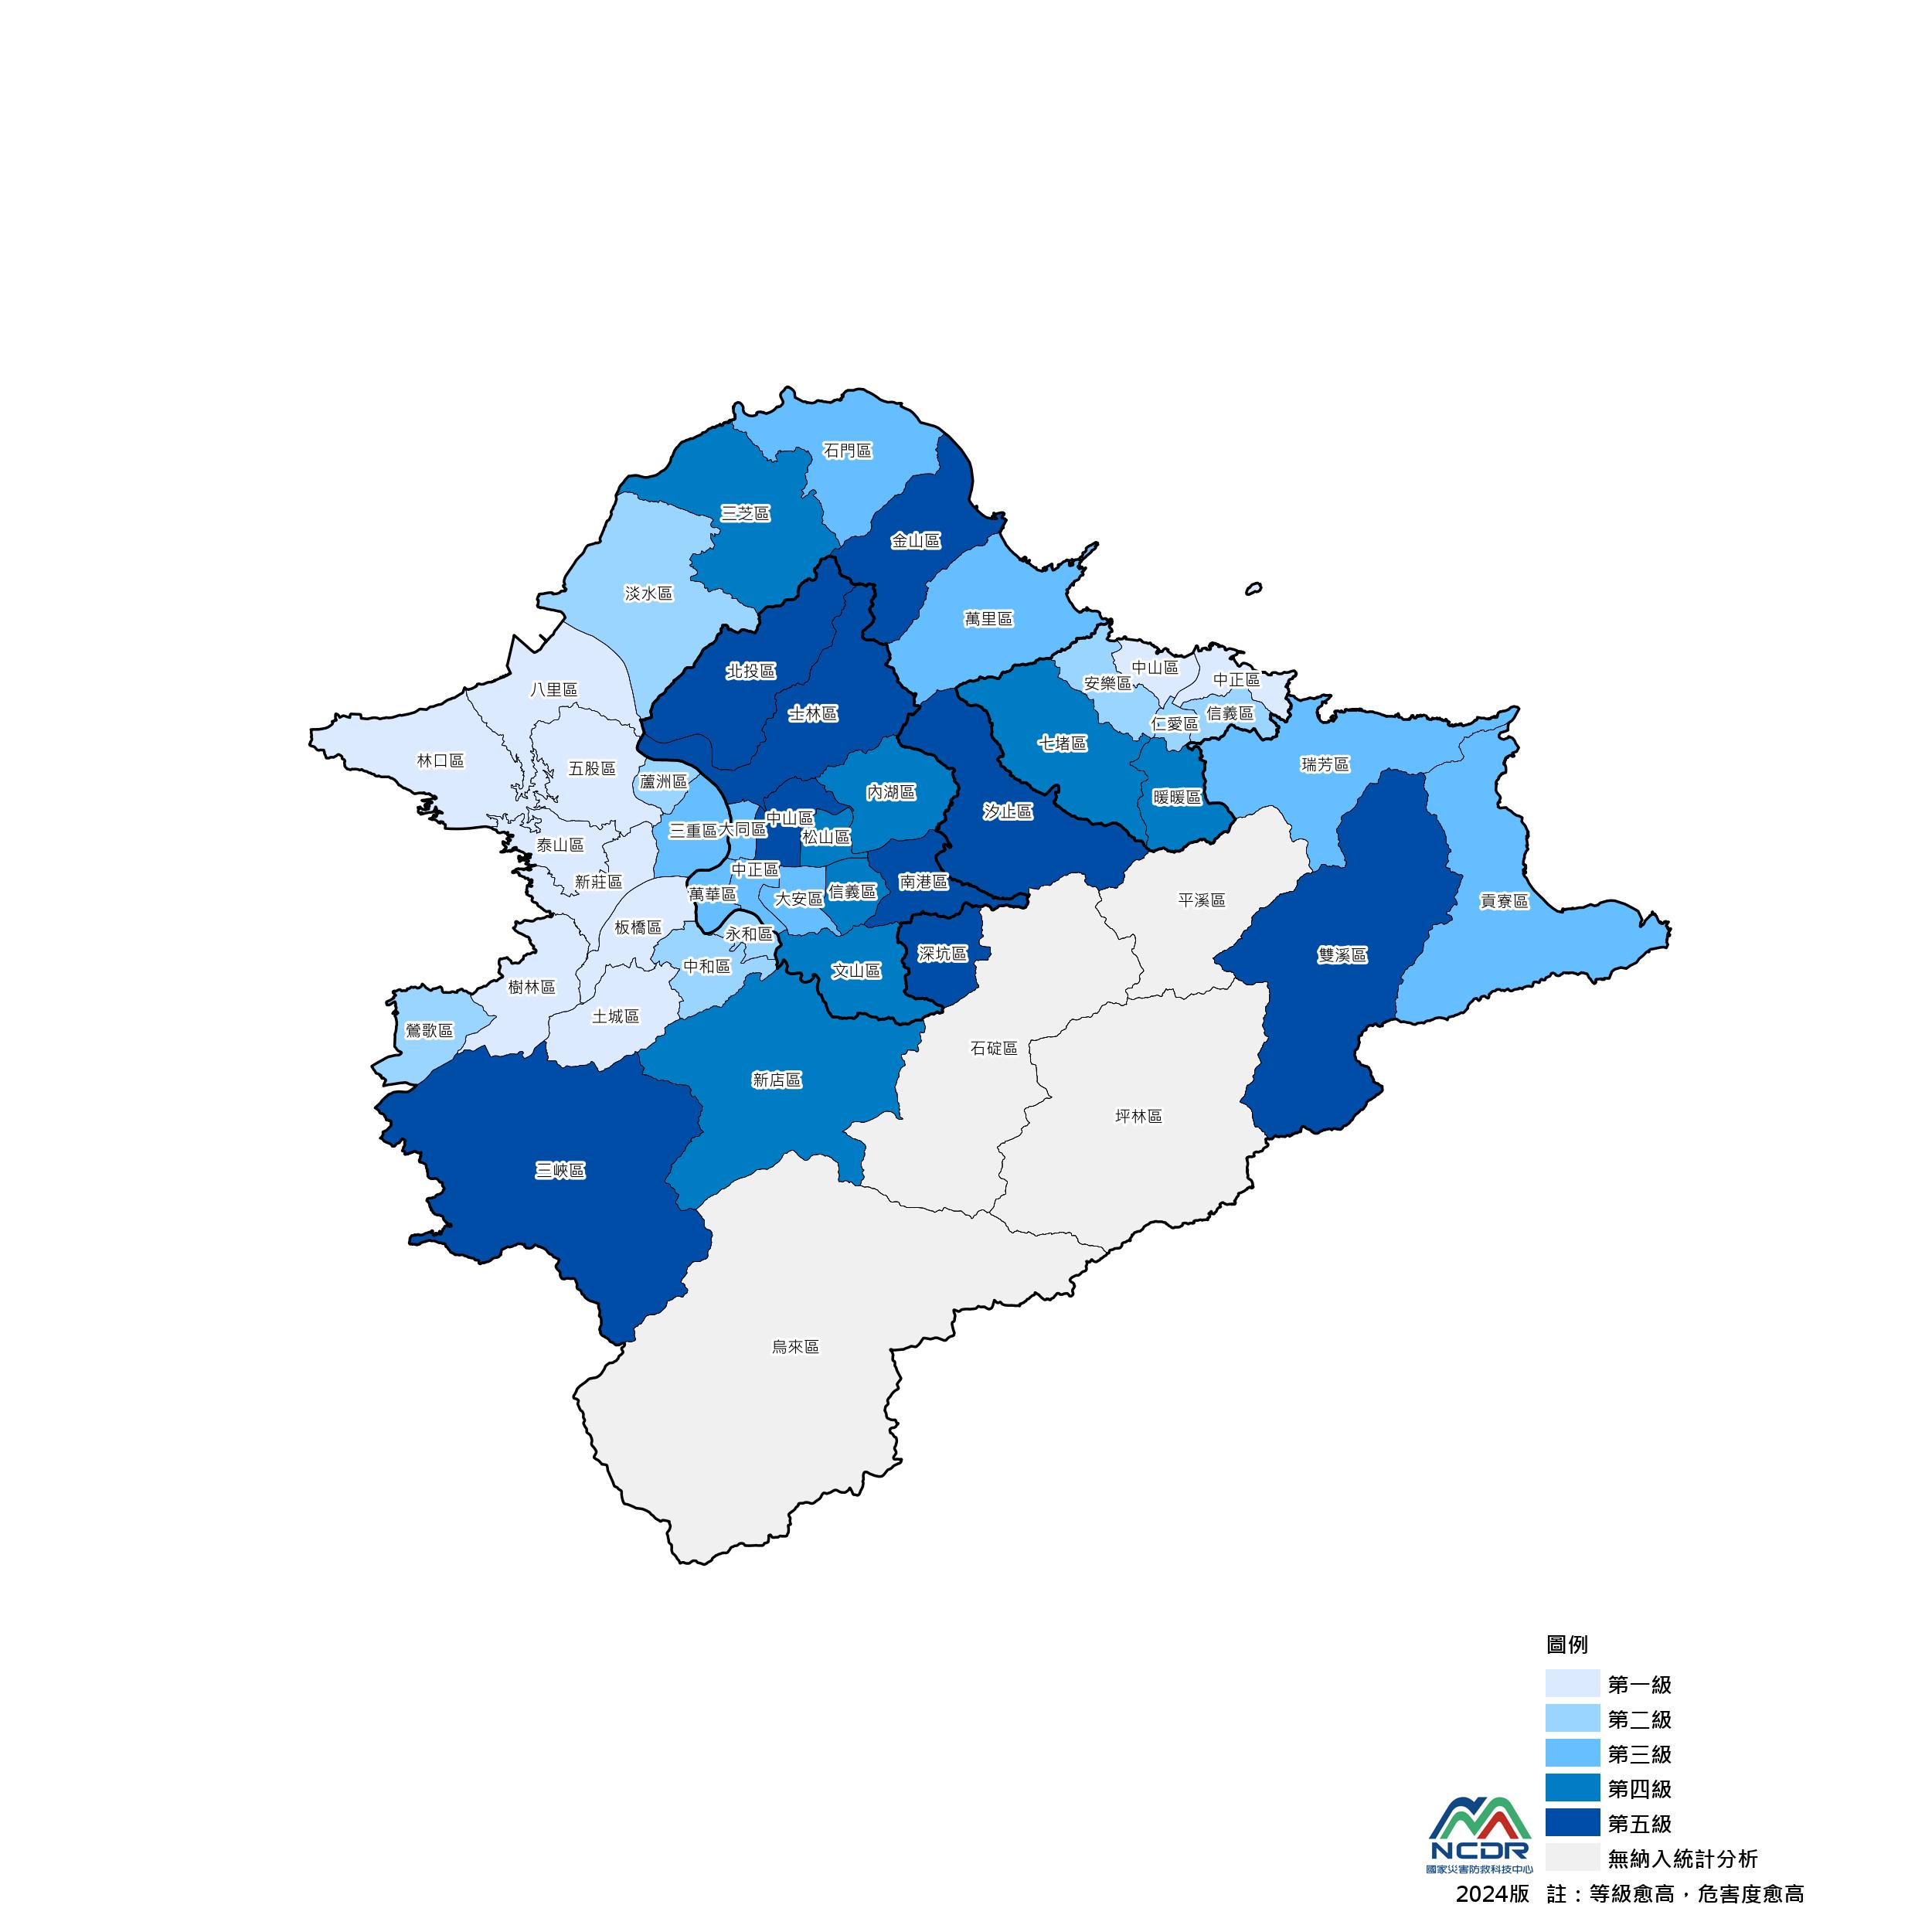 石門區
三芝區
金山區
淡水區
萬里區
中山區
北投區
安樂區
中正區
八里區
士林區
仁愛區
信義區
七堵區
林口區
五股區
瑞芳區
蘆洲區
內湖區
暖暖區
汐止區
中山區
三重區
大同區
松山區
泰山區
中正區
新莊區
南港區
萬華區
大安區
信義區
平溪區
貢寮區
板橋區
永和區
深坑區
雙溪區
中和區
文山區
樹林區
土城區
鶯歌區
石碇區
新店區
坪林區
三峽區
烏來區
圖例
第一級
第二級
第三級
第四級
第五級
無納入統計分析
NCDR
國家災害防救科技中心
2024版 註：等級愈高，危害度愈高